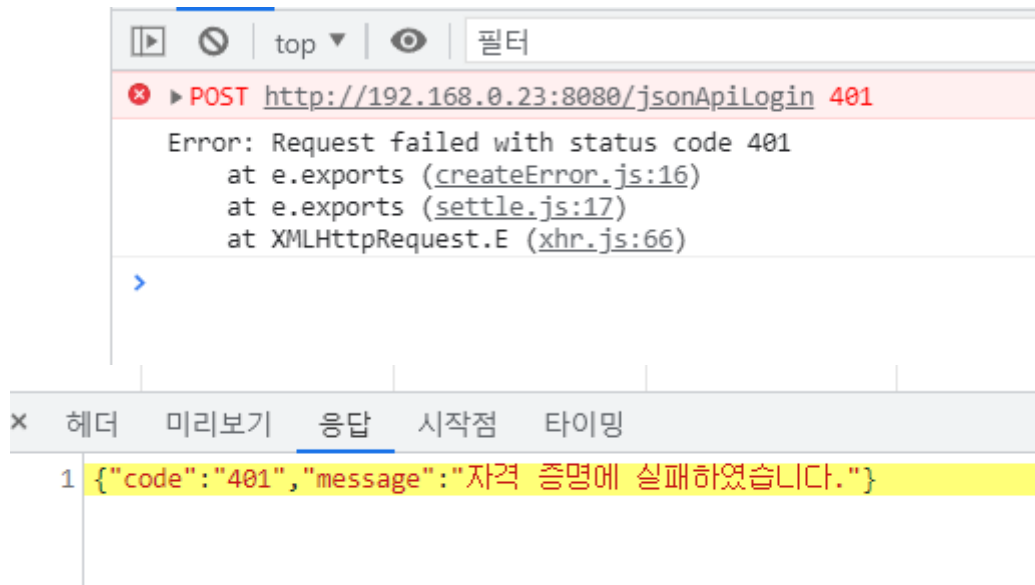 top ▼ 필터
▶ POST http://192.168.0.23:8080/jsonApiLogin 401
Error: Request failed with status code 401
at e.exports (createError.js:16)
at e.exports (settle.js:17)
at XMLHttpRequest.E (xhr.js:66)
>
× 헤더 미리보기 응답 시작점 타이밍
1 {"code":"401","message":"자격 증명에 실패하였습니다."}